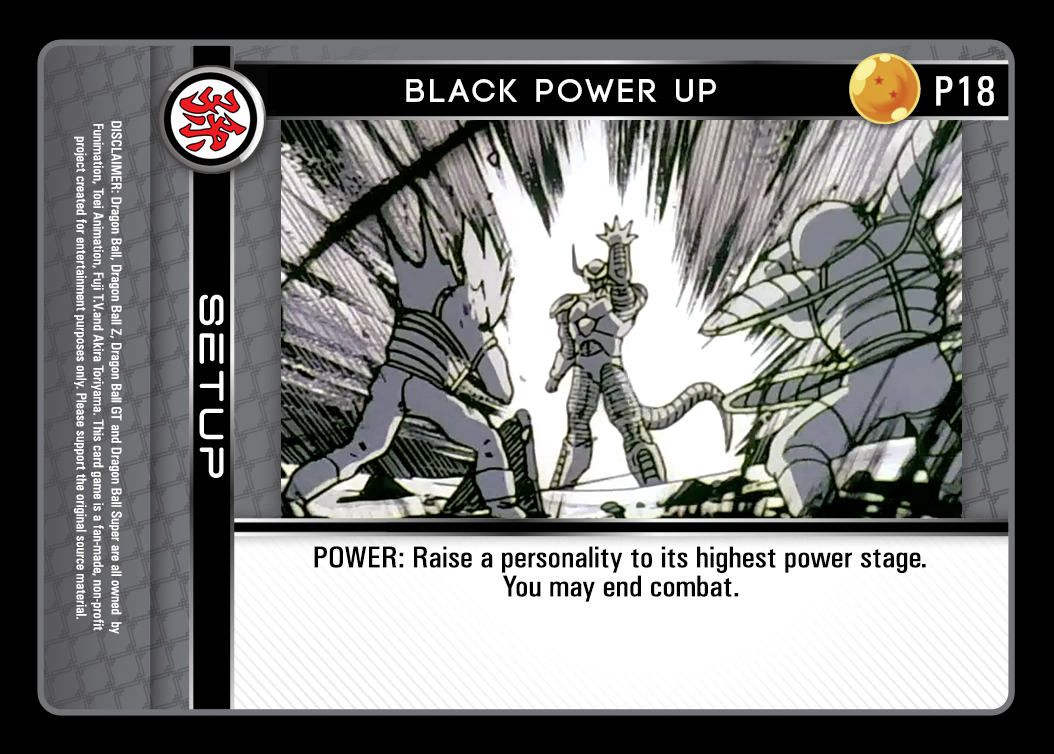 BLACK POWER UP
P18
孫
SETUP
POWER: Raise a personality to its highest power stage.
You may end combat.
DISCLAIMER: Dragon Ball, Dragon Ball Z, Dragon Ball GT and Dragon Ball Super are all owned by
Funimation, Toei Animation, Fuji T.V.and Akira Toriyama. This card game is a fan-made, non-profit
project created for entertainment purposes only. Please support the original source material.